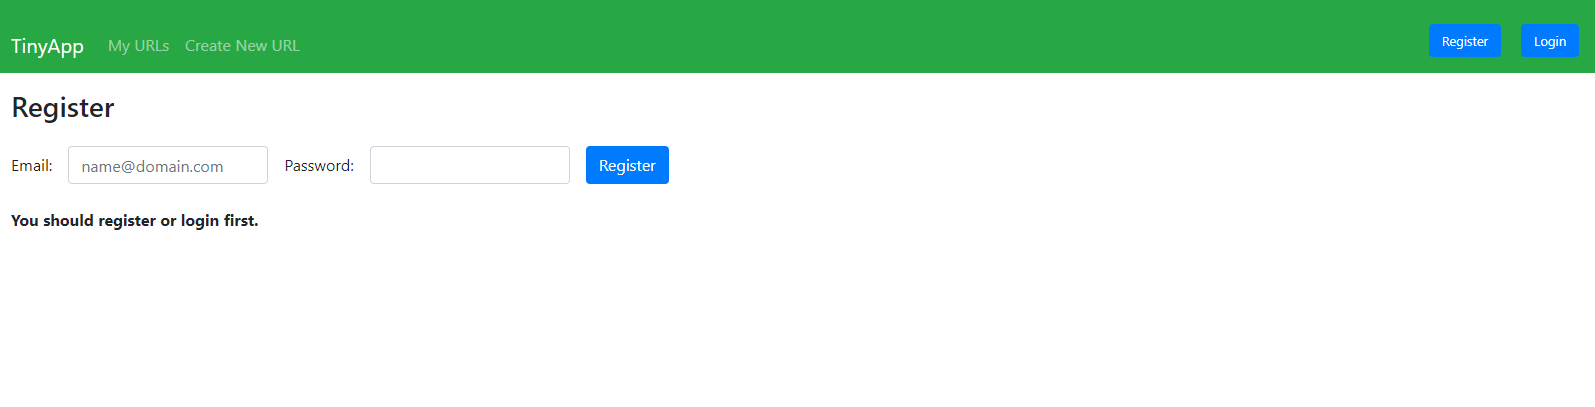 TinyApp My URLs Create New URL Register Login
Register
Email: name@domain.com Password: Register
You should register or login first.